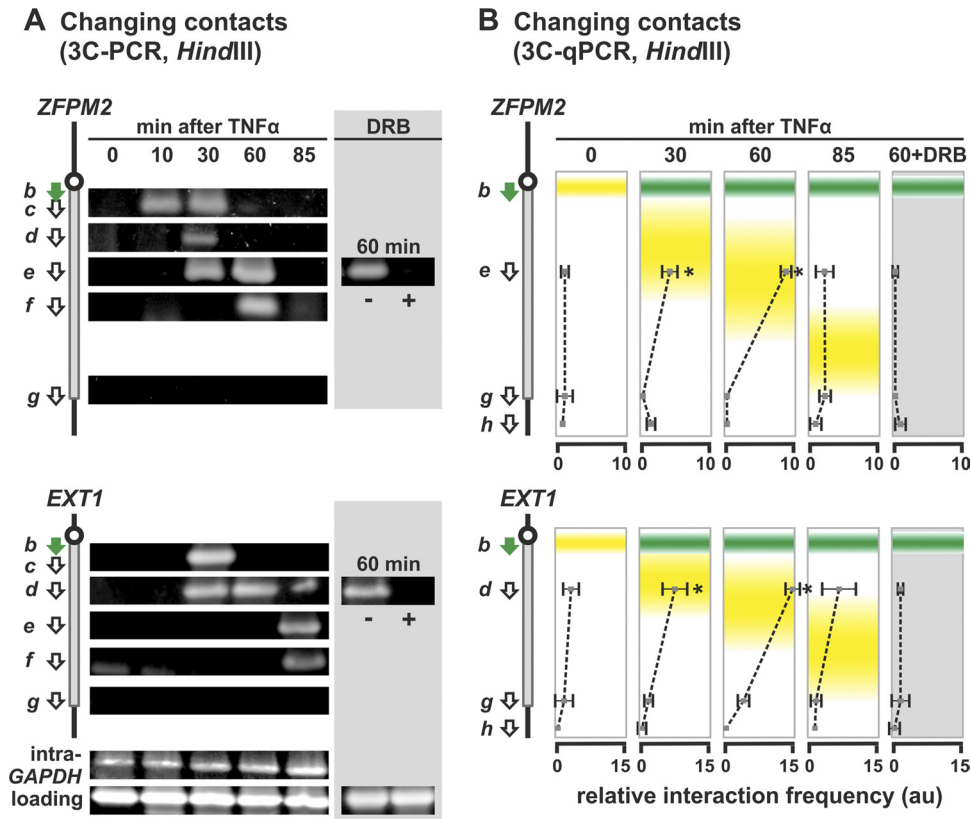 A Changing contacts
(3C-PCR, HindIII)
ZFPM2
min after TNFα
DRB
0 10 30 60 85
b
c
d
60 min
e
- +
f
g
EXT1
b
c
60 min
d
- +
e
f
g
intra-
GAPDH
loading
B Changing contacts
(3C-qPCR, HindIII)
ZFPM2
min after TNFα
0 30 60 85 60+DRB
b
e
*
*
g
h
0 10 0 10 0 10 0 10 0 10
EXT1
b
d
*
*
g
h
0 15 0 15 0 15 0 15 0 15
relative interaction frequency (au)